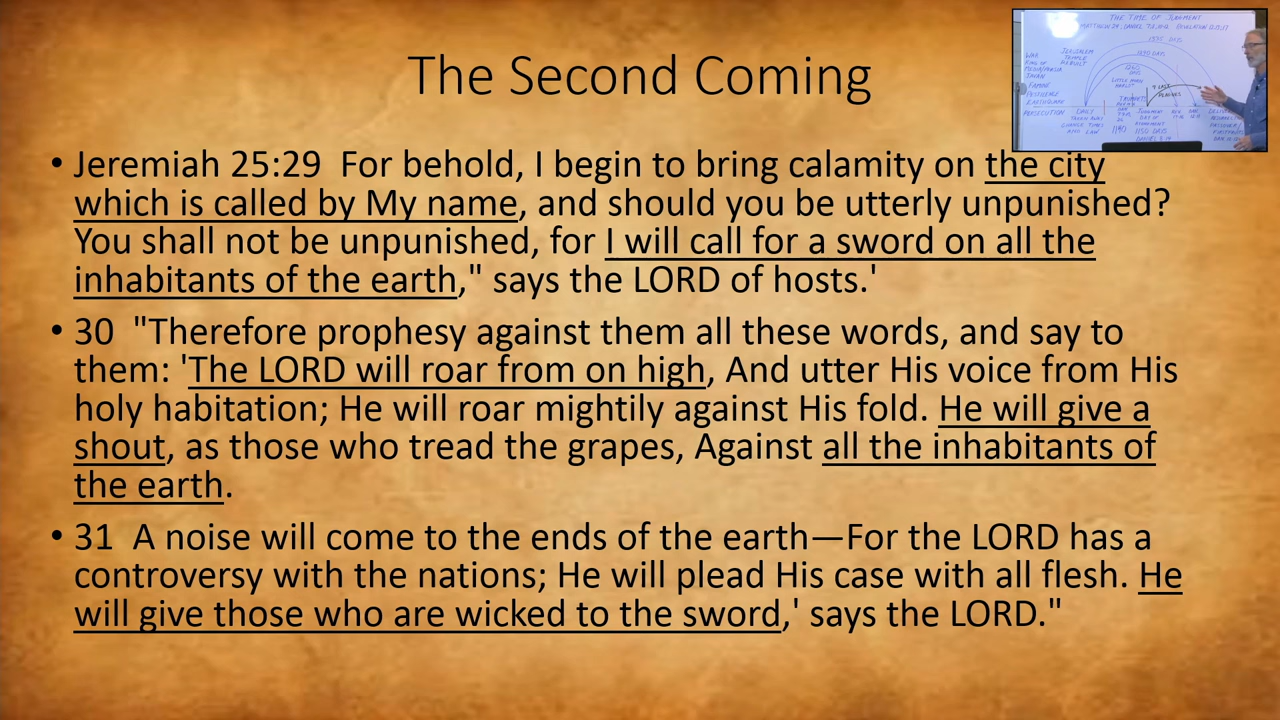 The Second Coming
THE TIME OF JUDGMENT
1290 DAYS
• Jeremiah 25:29  For behold, I begin to bring calamity on the city
which is called by My name, and should you be utterly unpunished?
You shall not be unpunished, for I will call for a sword on all the
inhabitants of the earth," says the LORD of hosts.'
• 30  "Therefore prophesy against them all these words, and say to
them: 'The LORD will roar from on high, And utter His voice from His
holy habitation; He will roar mightily against His fold. He will give a
shout, as those who tread the grapes, Against all the inhabitants of
the earth.
• 31  A noise will come to the ends of the earth—For the LORD has a
controversy with the nations; He will plead His case with all flesh. He
will give those who are wicked to the sword,' says the LORD."